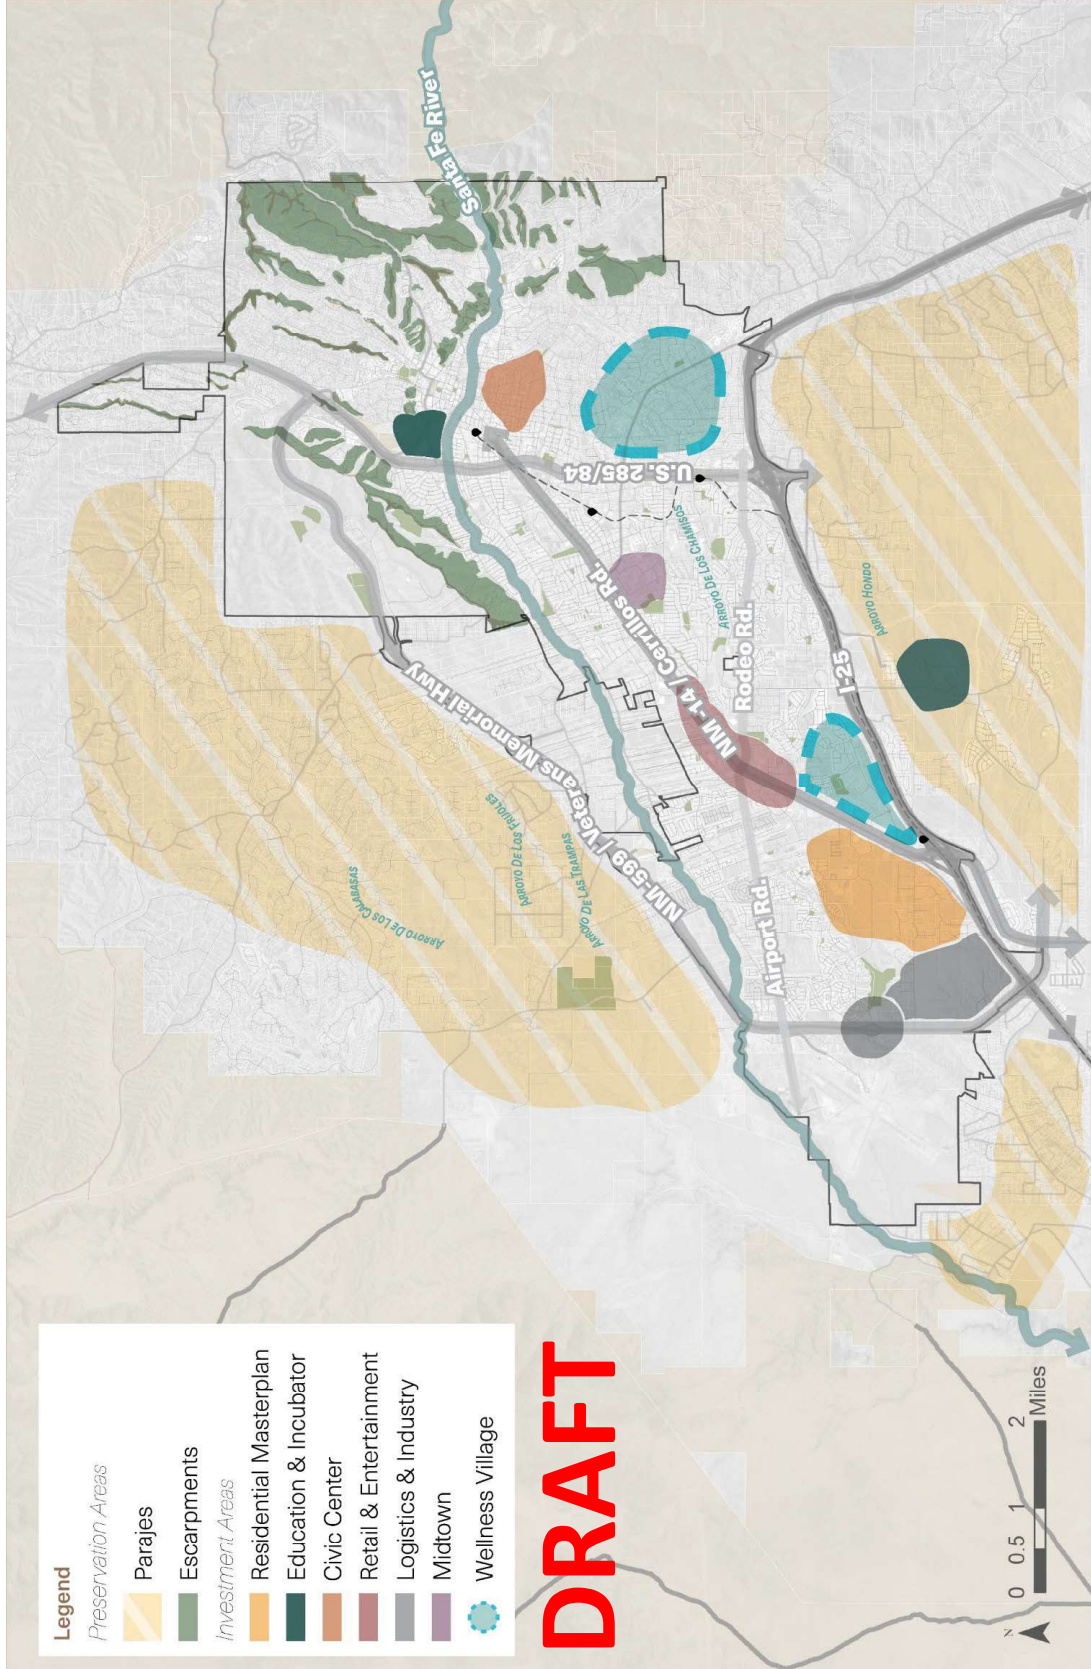 Legend
Preservation Areas
Parajes
Escarpments
Investment Areas
Residential Masterplan
Education & Incubator
Civic Center
Retail & Entertainment
Logistics & Industry
Midtown
Wellness Village
DRAFT
N
0 0.5 1 2
Miles
Arroyo De Los Calabasas
Arroyo De Los Frijoles
Arroyo De Las Trampas
NM-599 / Veterans Memorial Hwy
Santa Fe River
Airport Rd.
NM -14 / Cerrillos Rd.
Rodeo Rd.
U.S. 285/84
Arroyo De Los Chamisos
I-25
Arroyo Hondo